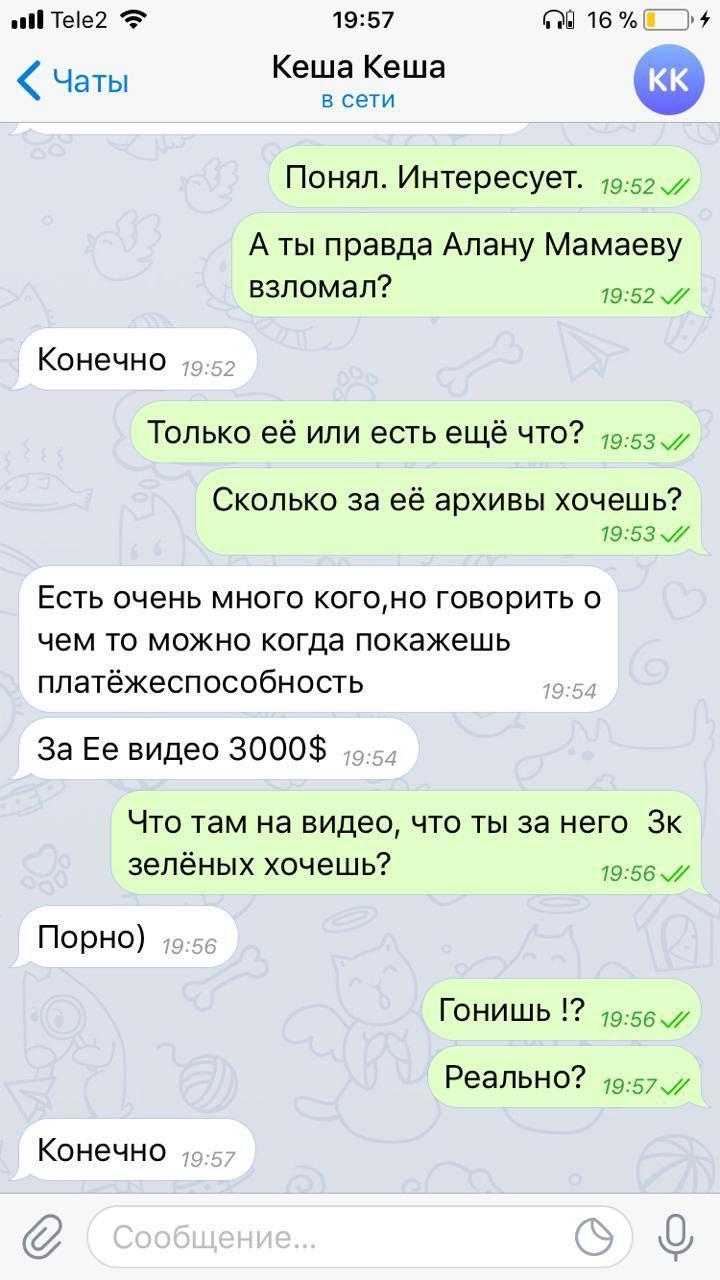 Tele2 19:57 16 %
Чаты Кеша Кеша КК
в сети
Понял. Интересует. 19:52
А ты правда Алану Мамаеву
взломал? 19:52
Конечно 19:52
Только её или есть ещё что? 19:53
Сколько за её архивы хочешь?
19:53
Есть очень много кого,но говорить о
чем то можно когда покажешь
платёжеспособность 19:54
За Ее видео 3000$ 19:54
Что там на видео, что ты за него 3к
зелёных хочешь? 19:56
Порно) 19:56
Гонишь !? 19:56
Реально? 19:57
Конечно 19:57
Сообщение...